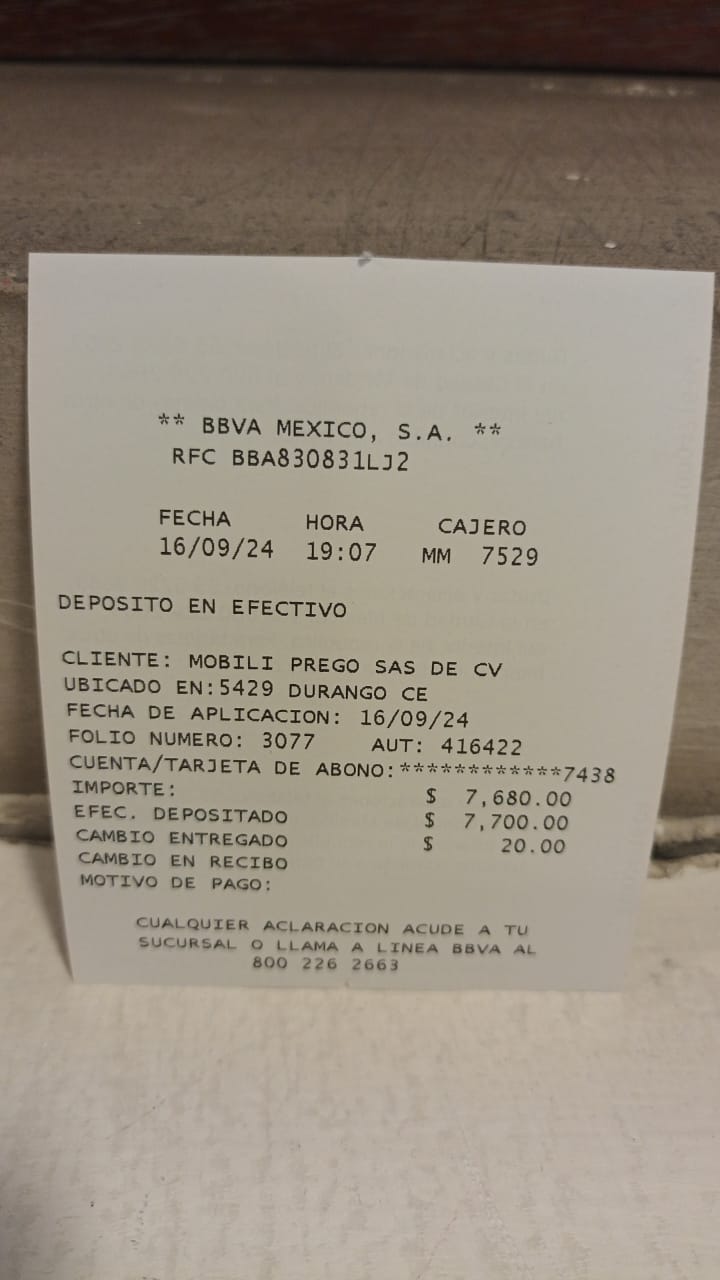 ** BBVA MEXICO, S.A. **
RFC BBA830831LJ2
FECHA HORA CAJERO
16/09/24 19:07 MM 7529
DEPOSITO EN EFECTIVO
CLIENTE: MOBILI PREGO SAS DE CV
UBICADO EN:5429 DURANGO CE
FECHA DE APLICACION: 16/09/24
FOLIO NUMERO: 3077 AUT: 416422
CUENTA/TARJETA DE ABONO:************7438
IMPORTE: $ 7,680.00
EFEC. DEPOSITADO $ 7,700.00
CAMBIO ENTREGADO $ 20.00
CAMBIO EN RECIBO
MOTIVO DE PAGO:
CUALQUIER ACLARACION ACUDE A TU
SUCURSAL O LLAMA A LINEA BBVA AL
800 226 2663